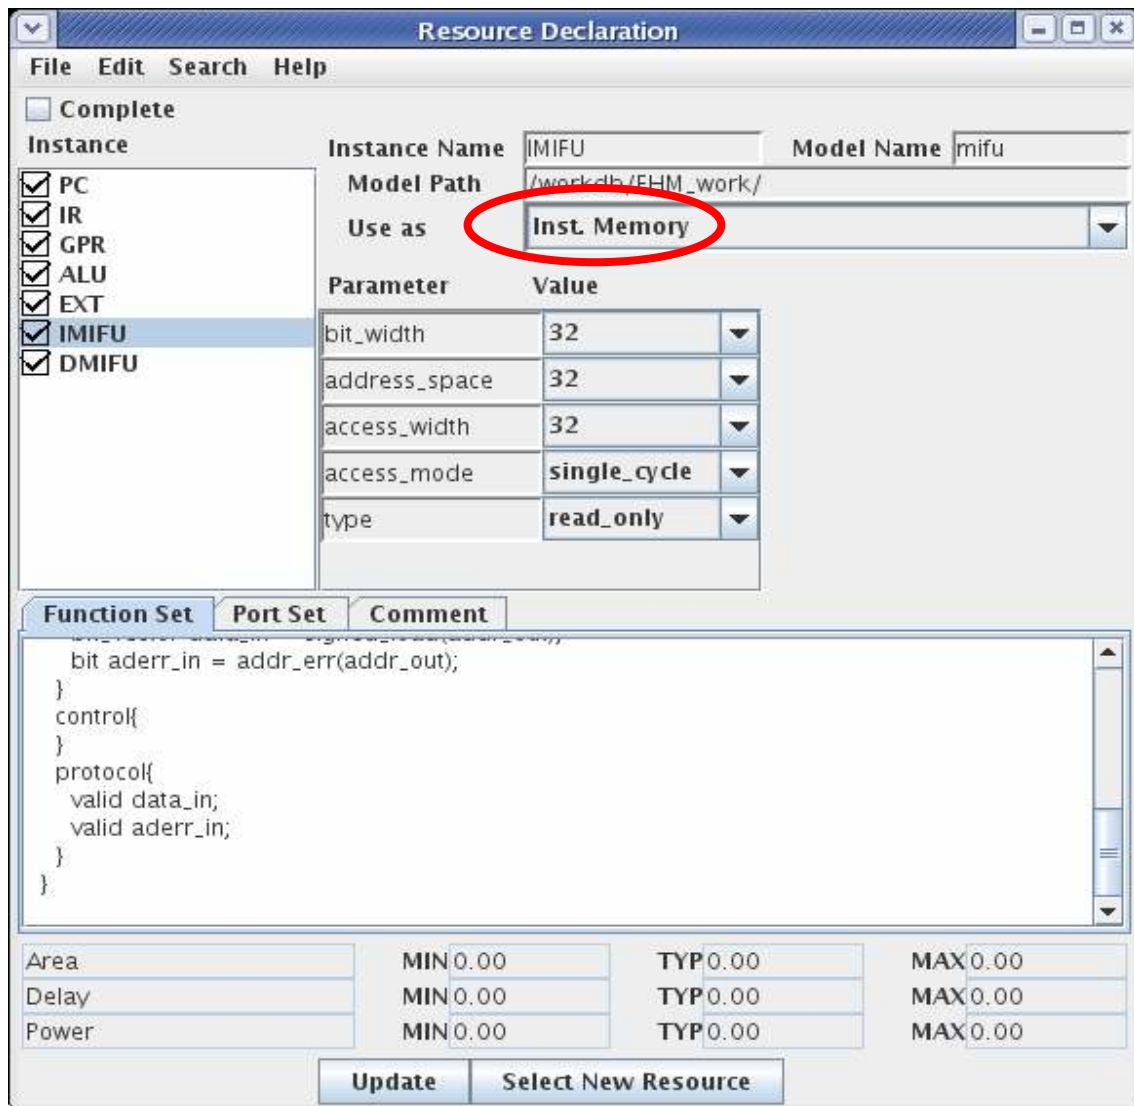 Resource Declaration
File Edit Search Help
Complete
Instance
Instance Name IMIFU Model Name mifu
Model Path /workdb/FHM_work/
Use as Inst. Memory
PC
IR
GPR
ALU
EXT
IMIFU
DMIFU
Parameter Value
bit_width 32
address_space 32
access_width 32
access_mode single_cycle
type read_only
Function Set Port Set Comment
bit aderr_in = addr_err(addr_out);
}
control{
}
protocol{
valid data_in;
valid aderr_in;
}
}
Area MIN 0.00 TYP 0.00 MAX 0.00
Delay MIN 0.00 TYP 0.00 MAX 0.00
Power MIN 0.00 TYP 0.00 MAX 0.00
Update Select New Resource